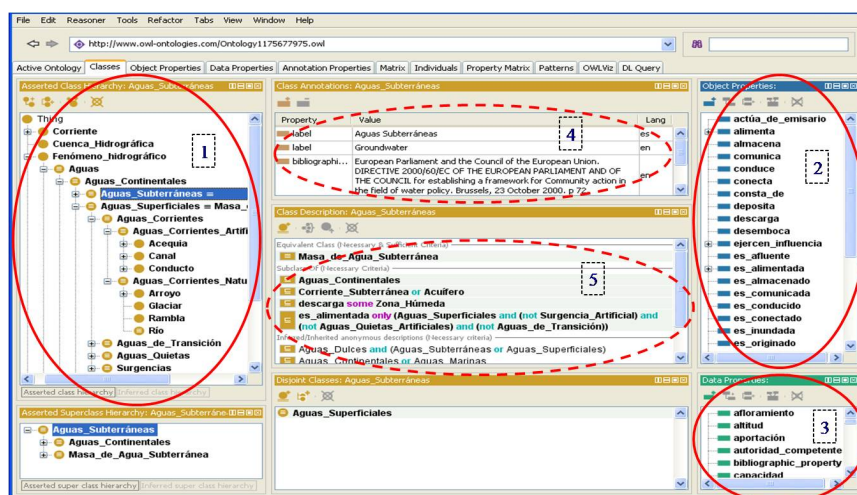 File Edit Reasoner Tools Refactor Tabs View Window Help
http://www.owl-ontologies.com/Ontology1175677975.owl
Active Ontology Classes Object Properties Data Properties Annotation Properties Matrix Individuals Property Matrix Patterns OWLViz DL Query
Asserted Class Hierarchy: Aguas_Subterráneas
Thing
Corriente
Cuenca_Hidrográfica
Fenómeno_hidrográfico
Aguas
Aguas_Continentales
Aguas_Subterráneas =
Aguas_Superficiales = Masa_d
Aguas_Corrientes
Aguas_Corrientes_Artifi
Acequia
Canal
Conducto
Aguas_Corrientes_Natu
Arroyo
Glaciar
Rambla
Río
Aguas_de_Transición
Aguas_Quietas
Surgencias
1
Asserted class hierarchy Inferred class hierarchy
Asserted Superclass Hierarchy: Aguas_Subterráne
Aguas_Subterráneas
Aguas_Continentales
Masa_de_Agua_Subterránea
Asserted super class hierarchy Inferred super class hierarchy
Class Annotations: Aguas_Subterráneas
Property Value Lang
label Aguas Subterráneas es
label Groundwater en
bibliographi... European Parliament and the Council of the European Union.
DIRECTIVE 2000/60/EC OF THE EUROPEAN PARLIAMENT AND OF
THE COUNCIL for establishing a framework for Community action in
the field of water policy. Brussels, 23 October 2000. p 72
en
4
Class Description: Aguas_Subterráneas
Equivalent Class (Necessary & Sufficient Criteria)
Masa_de_Agua_Subterránea
Subclass Of (Necessary Criteria)
Aguas_Continentales
Corriente_Subterránea or Acuífero
descarga some Zona_Húmeda
es_alimentada only (Aguas_Superficiales and (not Surgencia_Artificial) and
(not Aguas_Quietas_Artificiales) and (not Aguas_de_Transición))
Inferred/Inherited anonymous descriptions (Necessary criteria)
Aguas_Dulces and (Aguas_Subterráneas or Aguas_Superficiales)
Aguas_Continentales or Aguas_Marinas
5
Disjoint Classes: Aguas_Subterráneas
Aguas_Superficiales
Object Properties:
actúa_de_emisario
alimenta
almacena
comunica
conduce
conecta
consta_de
deposita
descarga
desemboca
ejercen_influencia
es_afluente
es_alimentada
es_almacenado
es_comunicada
es_conducido
es_conectado
es_inundada
es_originado
2
Data Properties:
afloramiento
altitud
aportación
autoridad_competente
bibliographic_property
capacidad
3